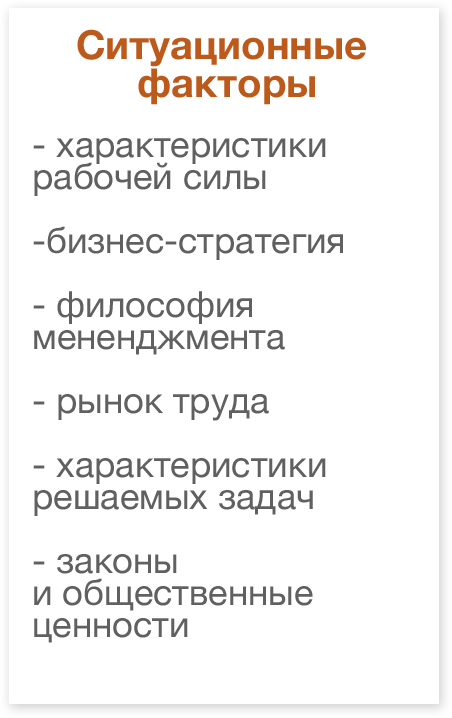 Ситуационные
факторы
- характеристики
рабочей силы
-бизнес-стратегия
- философия
мененджмента
- рынок труда
- характеристики
решаемых задач
- законы
и общественные
ценности